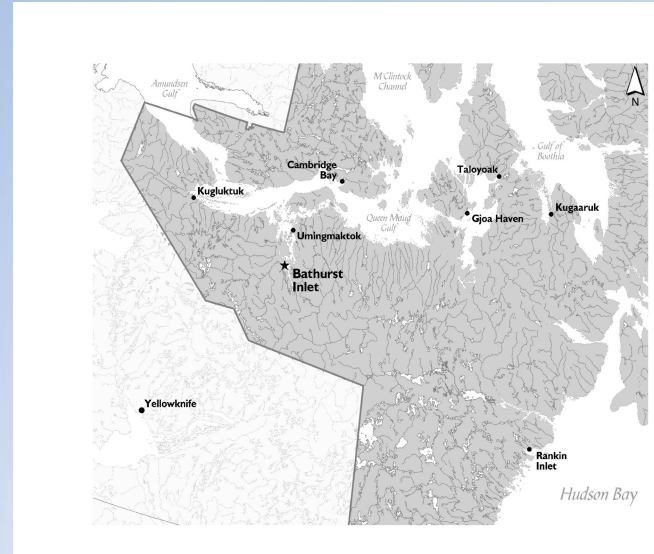 Amundsen
Gulf
M'Clintock
Channel
N
Gulf of
Boothia
Cambridge
Bay
Taloyoak
Kugluktuk
Queen Maud
Gulf
Gjoa Haven
Kugaaruk
Umingmaktok
Bathurst
Inlet
Yellowknife
Rankin
Inlet
Hudson Bay